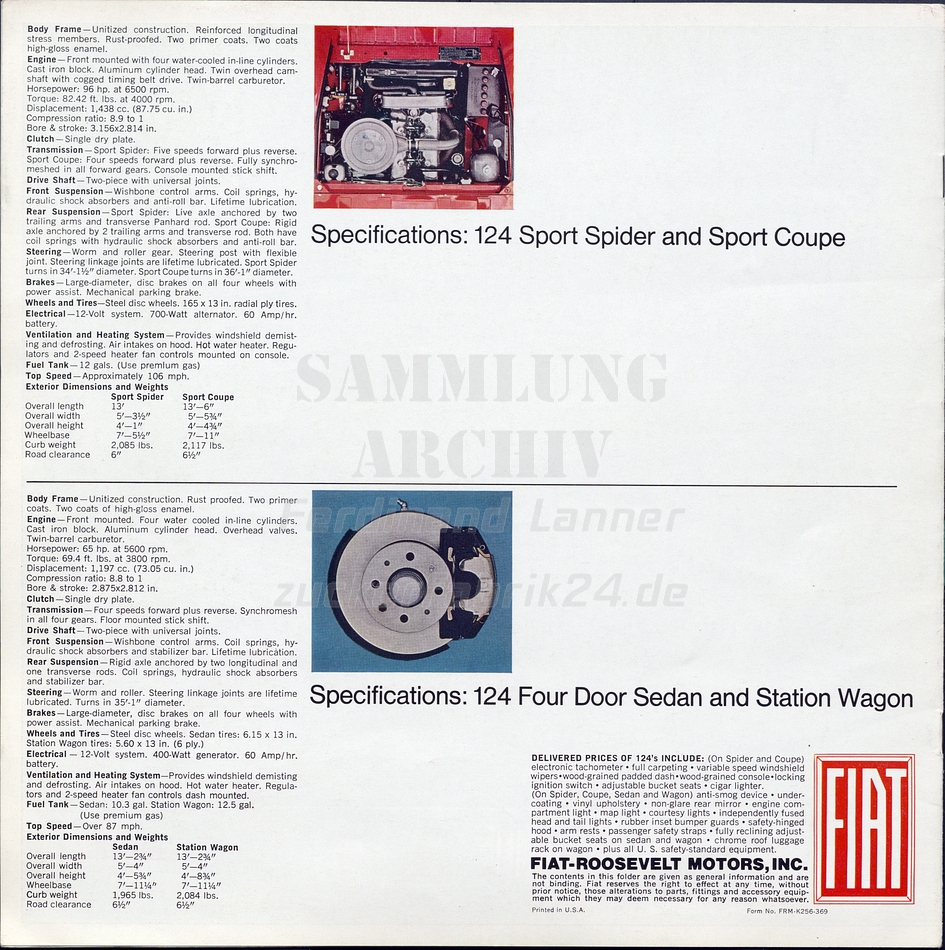 Body Frame—Unitized construction. Reinforced longitudinal
stress members. Rust-proofed. Two primer coats. Two coats
high-gloss enamel.
Engine—Front mounted with four water-cooled in-line cylinders.
Cast iron block. Aluminum cylinder head. Twin overhead cam-
shaft with cogged timing belt drive. Twin-barrel carburetor.
Horsepower: 96 hp. at 6500 rpm.
Torque: 82.42 ft. lbs. at 4000 rpm.
Displacement: 1,438 cc. (87.75 cu. in.)
Compression ratio: 8.9 to 1
Bore & stroke: 3.156x2.814 in.
Clutch—Single dry plate.
Transmission—Sport Spider: Five speeds forward plus reverse.
Sport Coupe: Four speeds forward plus reverse. Fully synchro-
meshed in all forward gears. Console mounted stick shift.
Drive Shaft—Two-piece with universal joints.
Front Suspension—Wishbone control arms. Coil springs, hy-
draulic shock absorbers and anti-roll bar. Lifetime lubrication.
Rear Suspension—Sport Spider: Live axle anchored by two
trailing arms and transverse Panhard rod. Sport Coupe: Rigid
axle anchored by 2 trailing arms and transverse rod. Both have
coil springs with hydraulic shock absorbers and anti-roll bar.
Steering—Worm and roller gear. Steering post with flexible
joint. Steering linkage joints are lifetime lubricated. Sport Spider
turns in 34'-1½" diameter. Sport Coupe turns in 36'-1" diameter.
Brakes—Large-diameter, disc brakes on all four wheels with
power assist. Mechanical parking brake.
Wheels and Tires—Steel disc wheels. 165 x 13 in. radial ply tires.
Electrical—12-Volt system. 700-Watt alternator. 60 Amp/hr.
battery.
Ventilation and Heating System—Provides windshield demist-
ing and defrosting. Air intakes on hood. Hot water heater. Regu-
lators and 2-speed heater fan controls mounted on console.
Fuel Tank—12 gals. (Use premium gas)
Top Speed—Approximately 106 mph.
Exterior Dimensions and Weights
Sport Spider Sport Coupe
Overall length 13' 13'—6"
Overall width 5'—3½" 5'—5¾"
Overall height 4'—1" 4'—4¾"
Wheelbase 7'—5½" 7'—11"
Curb weight 2,085 lbs. 2,117 lbs.
Road clearance 6" 6½"
Specifications: 124 Sport Spider and Sport Coupe
SAMMLUNG
ARCHIV
Ferdinand Lanner
Body Frame—Unitized construction. Rust proofed. Two primer
coats. Two coats of high-gloss enamel.
Engine—Front mounted. Four water cooled in-line cylinders.
Cast iron block. Aluminum cylinder head. Overhead valves.
Twin-barrel carburetor.
Horsepower: 65 hp. at 5600 rpm.
Torque: 69.4 ft. lbs. at 3800 rpm.
Displacement: 1,197 cc. (73.05 cu. in.)
Compression ratio: 8.8 to 1
Bore & stroke: 2.875x2.812 in.
Clutch—Single dry plate.
Transmission—Four speeds forward plus reverse. Synchromesh
in all four gears. Floor mounted stick shift.
Drive Shaft—Two-piece with universal joints.
Front Suspension—Wishbone control arms. Coil springs, hy-
draulic shock absorbers and stabilizer bar. Lifetime lubrication.
Rear Suspension—Rigid axle anchored by two longitudinal and
one transverse rods. Coil springs, hydraulic shock absorbers
and stabilizer bar.
Steering—Worm and roller. Steering linkage joints are lifetime
lubricated. Turns in 35'-1" diameter.
Brakes—Large-diameter, disc brakes on all four wheels with
power assist. Mechanical parking brake.
Wheels and Tires—Steel disc wheels. Sedan tires: 6.15 x 13 in.
Station Wagon tires: 5.60 x 13 in. (6 ply.)
Electrical — 12-Volt system. 400-Watt generator. 60 Amp/hr.
battery.
Ventilation and Heating System—Provides windshield demisting
and defrosting. Air intakes on hood. Hot water heater. Regula-
tors and 2-speed heater fan controls dash mounted.
Fuel Tank—Sedan: 10.3 gal. Station Wagon: 12.5 gal.
(Use premium gas)
Top Speed—Over 87 mph.
Exterior Dimensions and Weights
Sedan Station Wagon
Overall length 13'—2¾" 13'—2¾"
Overall width 5'—4" 5'—4"
Overall height 4'—5¾" 4'—8¾"
Wheelbase 7'—11¼" 7'—11¼"
Curb weight 1,965 lbs. 2,084 lbs.
Road clearance 6½" 6½"
Specifications: 124 Four Door Sedan and Station Wagon
DELIVERED PRICES OF 124's INCLUDE: (On Spider and Coupe)
electronic tachometer • full carpeting • variable speed windshield
wipers•wood-grained padded dash•wood-grained console•locking
ignition switch • adjustable bucket seats • cigar lighter.
(On Spider, Coupe, Sedan and Wagon) anti-smog device • under-
coating • vinyl upholstery • non-glare rear mirror • engine com-
partment light • map light • courtesy lights • independently fused
head and tail lights • rubber inset bumper guards • safety-hinged
hood • arm rests • passenger safety straps • fully reclining adjust-
able bucket seats on sedan and wagon • chrome roof luggage
rack on wagon • plus all U. S. safety-standard equipment.
FIAT-ROOSEVELT MOTORS, INC.
The contents in this folder are given as general information and are
not binding. Fiat reserves the right to effect at any time, without
prior notice, those alterations to parts, fittings and accessory equip-
ment which they may deem necessary for any reason whatsoever.
Printed in U.S.A. Form No. FRM-K256-369
FIAT